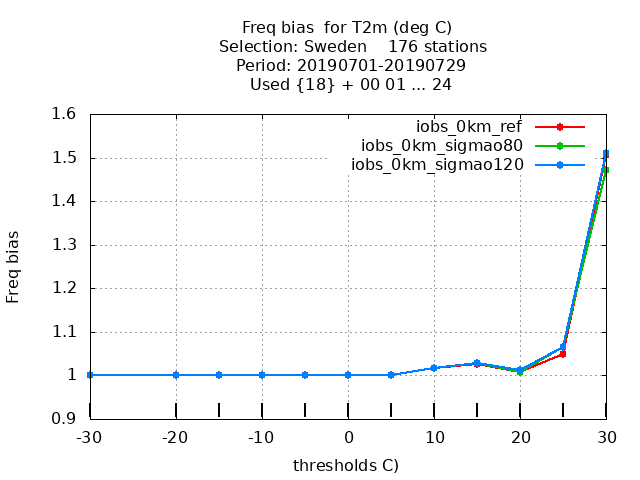 Freq bias  for T2m (deg C)
Selection: Sweden    176 stations
Period: 20190701-20190729
Used {18} + 00 01 ... 24
iobs_0km_ref
iobs_0km_sigmao80
iobs_0km_sigmao120
1.6
1.5
1.4
1.3
1.2
1.1
1
0.9
Freq bias
-30 -20 -10 0 10 20 30
thresholds C)